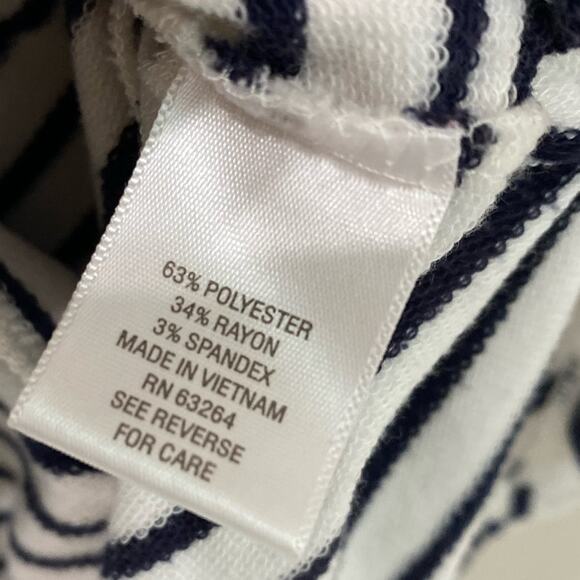 63% POLYESTER
34% RAYON
3% SPANDEX
MADE IN VIETNAM
RN 63264
SEE REVERSE
FOR CARE